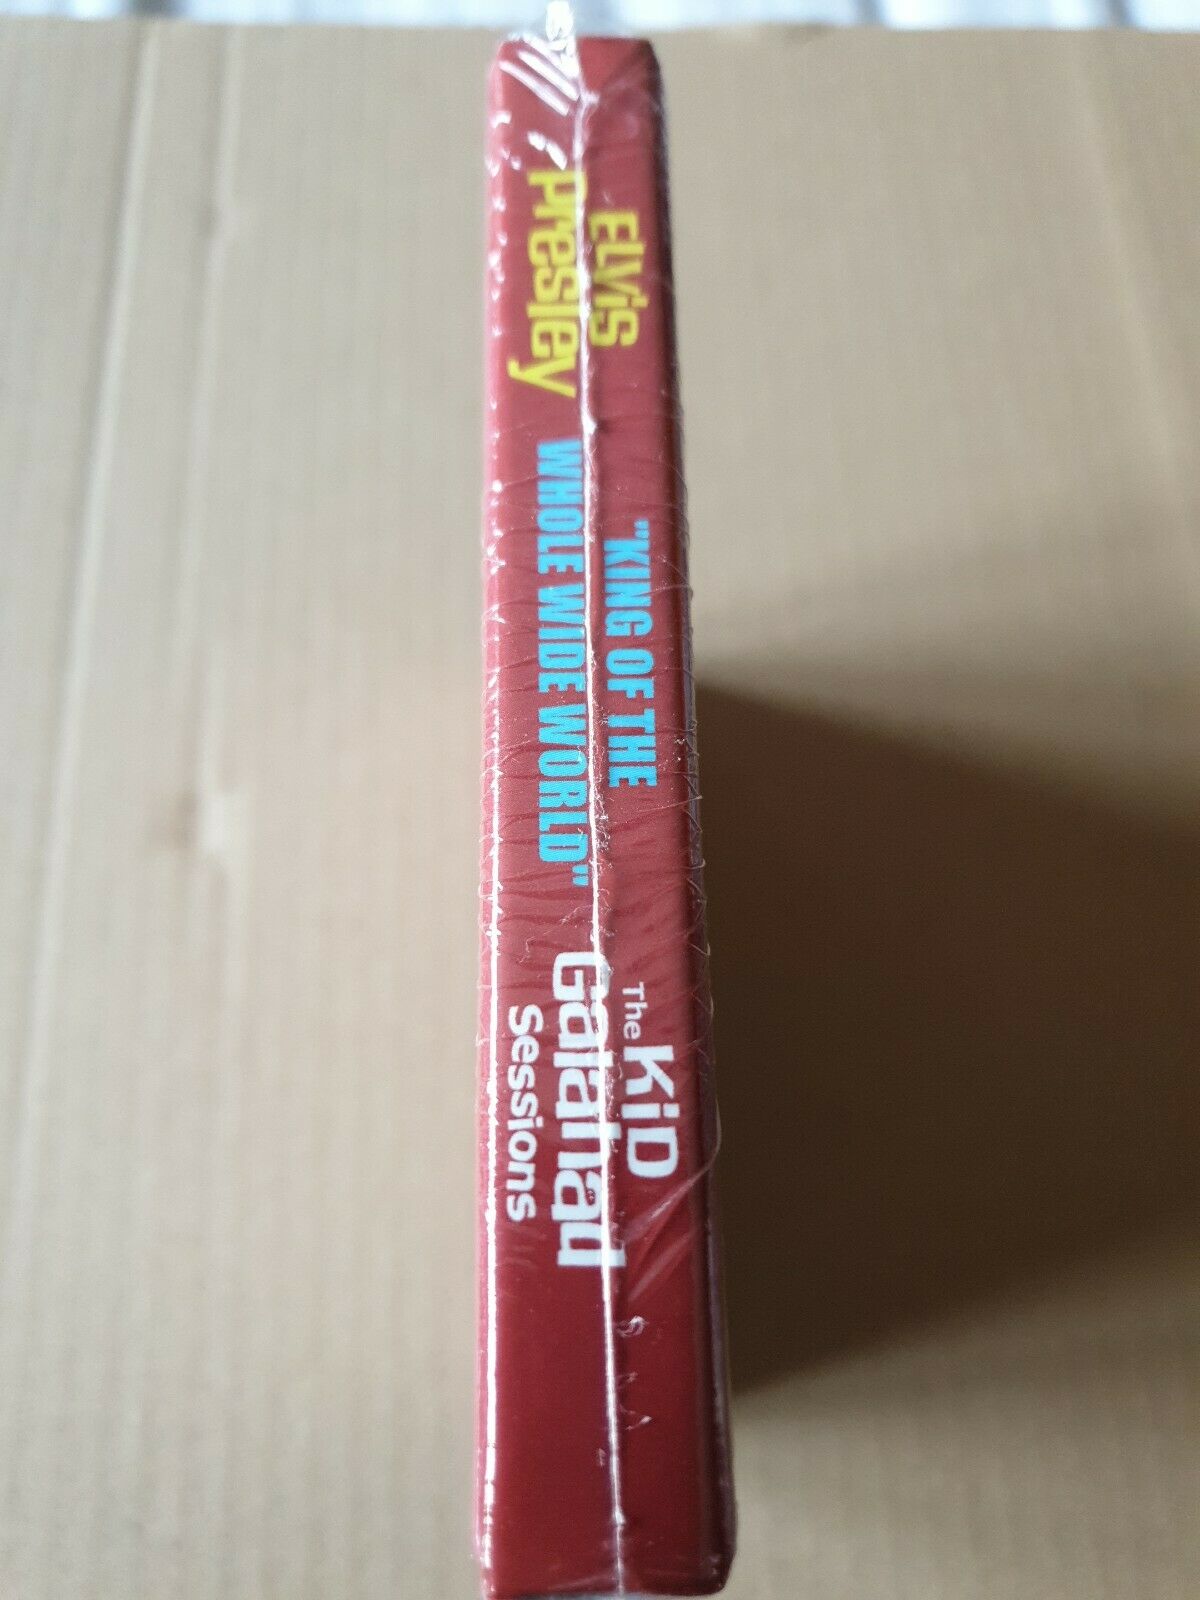 ELViS
Presley
"KING OF THE
WHOLE WIDE WORLD"
The KiD
Galahad
Sessions